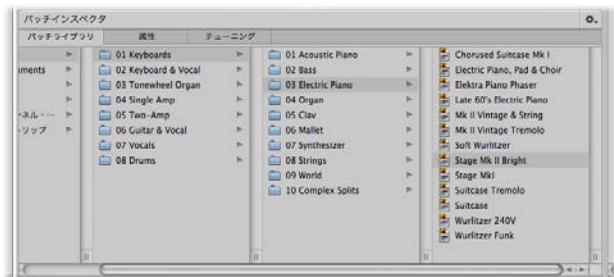 パッチインスペクタ
パッチライブラリ
属性
チューニング
ments
ネル・…
リップ
01 Keyboards
02 Keyboard & Vocal
03 Tonewheel Organ
04 Single Amp
05 Two-Amp
06 Guitar & Vocal
07 Vocals
08 Drums
01 Acoustic Piano
02 Bass
03 Electric Piano
04 Organ
05 Clav
06 Mallet
07 Synthesizer
08 Strings
09 World
10 Complex Splits
Chorused Suitcase Mk I
Electric Piano, Pad & Choir
Elektra Piano Phaser
Late 60's Electric Piano
Mk II Vintage & String
Mk II Vintage Tremolo
Soft Wurlitzer
Stage Mk II Bright
Stage MkI
Suitcase Tremolo
Suitcase
Wurlitzer 240V
Wurlitzer Funk